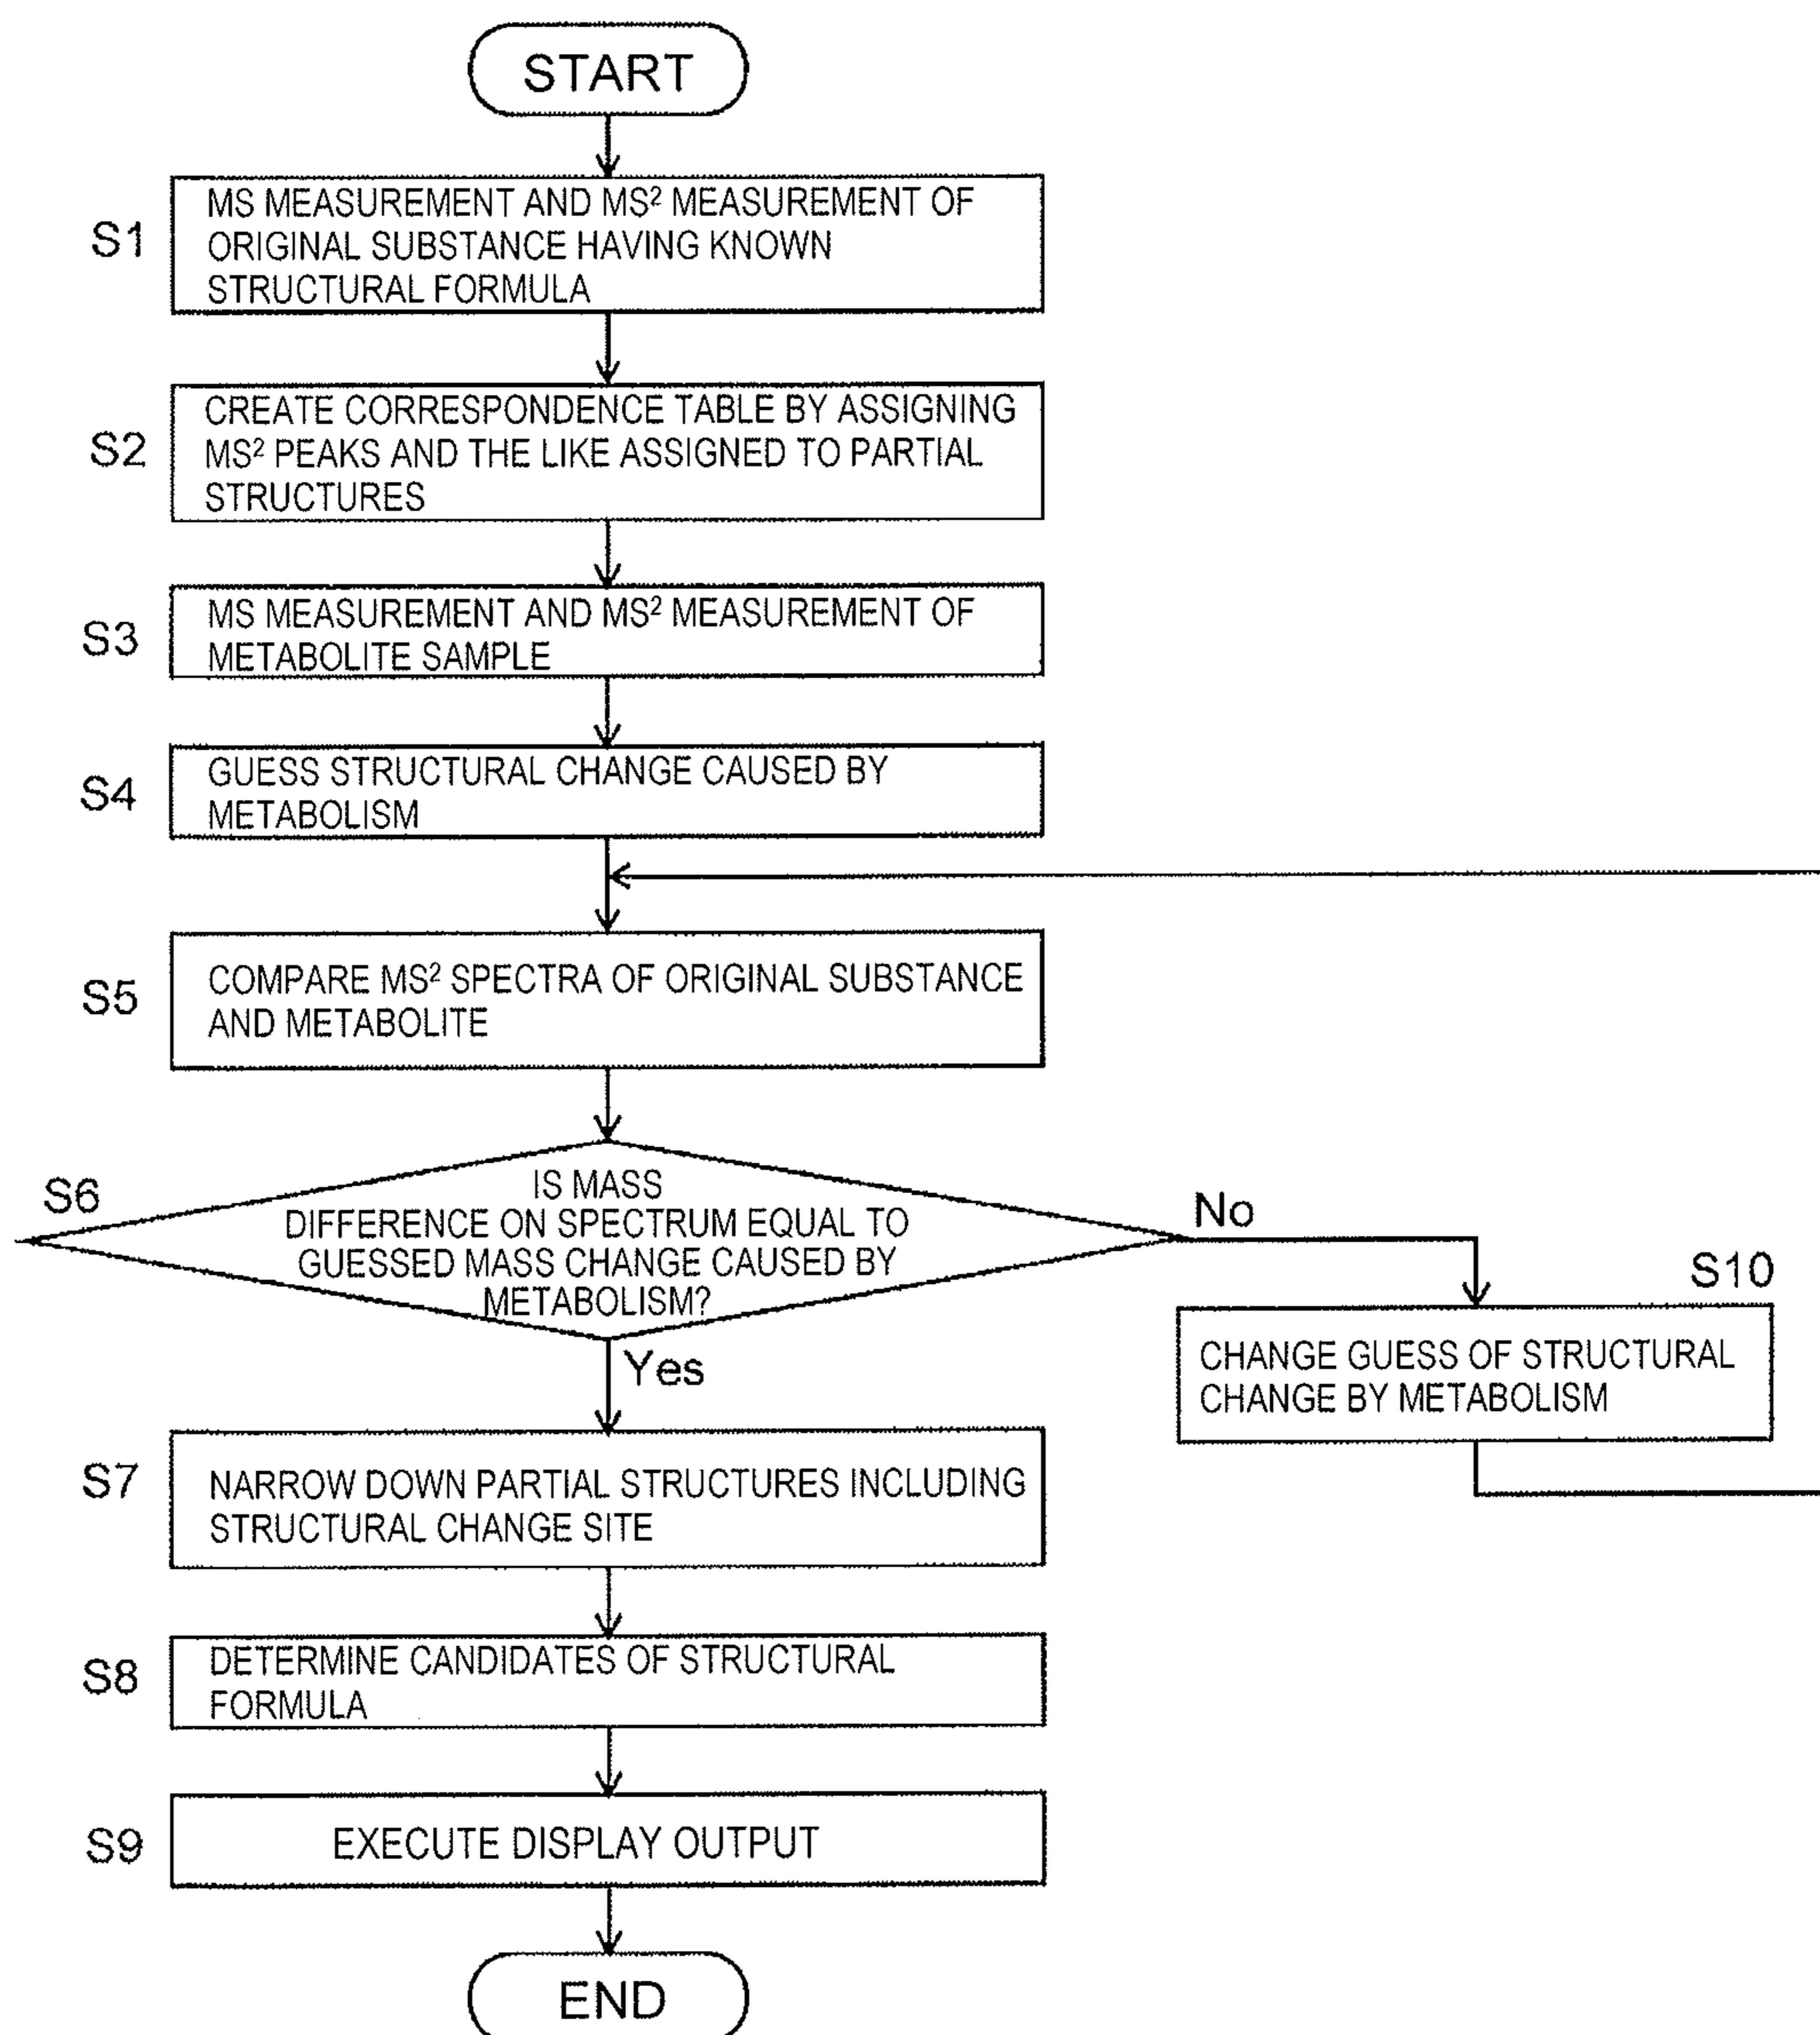 START
S1
MS MEASUREMENT AND MS² MEASUREMENT OF
ORIGINAL SUBSTANCE HAVING KNOWN
STRUCTURAL FORMULA
S2
CREATE CORRESPONDENCE TABLE BY ASSIGNING
MS² PEAKS AND THE LIKE ASSIGNED TO PARTIAL
STRUCTURES
S3
MS MEASUREMENT AND MS² MEASUREMENT OF
METABOLITE SAMPLE
S4
GUESS STRUCTURAL CHANGE CAUSED BY
METABOLISM
S5
COMPARE MS² SPECTRA OF ORIGINAL SUBSTANCE
AND METABOLITE
S6
IS MASS
DIFFERENCE ON SPECTRUM EQUAL TO
GUESSED MASS CHANGE CAUSED BY
METABOLISM?
No
S10
CHANGE GUESS OF STRUCTURAL
CHANGE BY METABOLISM
Yes
S7
NARROW DOWN PARTIAL STRUCTURES INCLUDING
STRUCTURAL CHANGE SITE
S8
DETERMINE CANDIDATES OF STRUCTURAL
FORMULA
S9
EXECUTE DISPLAY OUTPUT
END